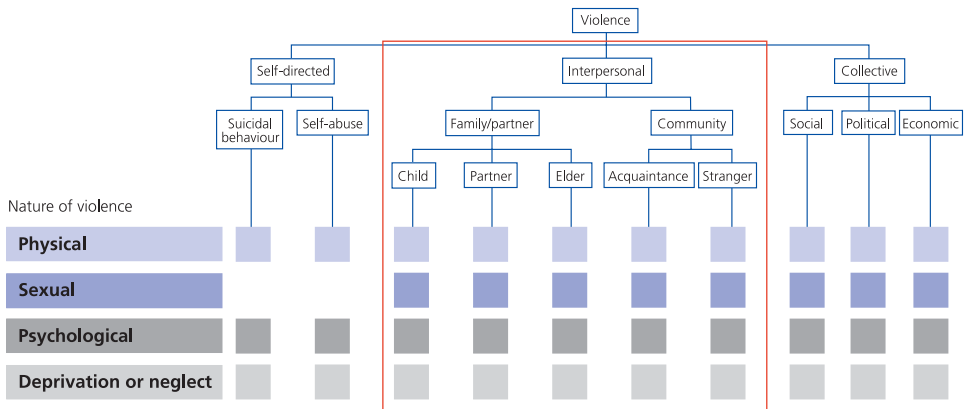 Violence
Self-directed
Interpersonal
Collective
Suicidal
behaviour
Self-abuse
Family/partner
Community
Social
Political
Economic
Child
Partner
Elder
Acquaintance
Stranger
Nature of violence
Physical
Sexual
Psychological
Deprivation or neglect